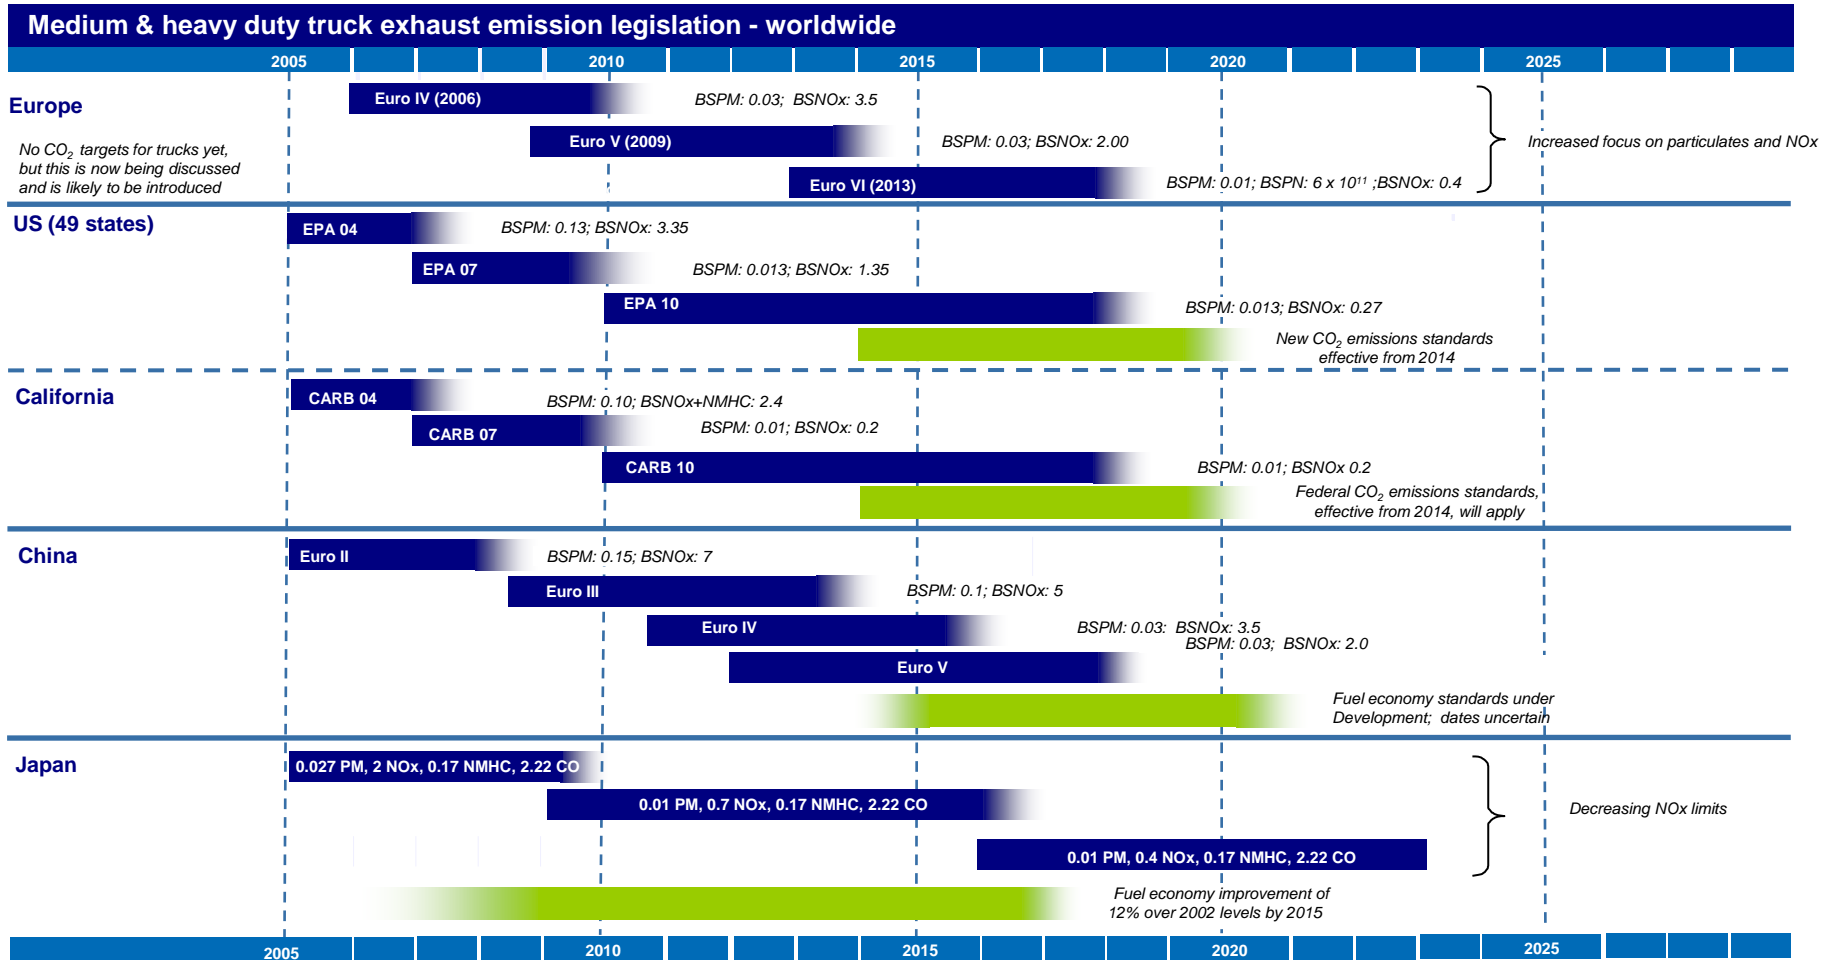 Medium & heavy duty truck exhaust emission legislation - worldwide
2005 2010 2015 2020 2025
Europe
No CO₂ targets for trucks yet,
but this is now being discussed
and is likely to be introduced
Euro IV (2006)
BSPM: 0.03; BSNOx: 3.5
Euro V (2009)
BSPM: 0.03; BSNOx: 2.00
Euro VI (2013)
BSPM: 0.01; BSPN: 6 x 10¹¹ ;BSNOx: 0.4
Increased focus on particulates and NOx
US (49 states)
EPA 04
BSPM: 0.13; BSNOx: 3.35
EPA 07
BSPM: 0.013; BSNOx: 1.35
EPA 10
BSPM: 0.013; BSNOx: 0.27
New CO₂ emissions standards
effective from 2014
California
CARB 04
BSPM: 0.10; BSNOx+NMHC: 2.4
CARB 07
BSPM: 0.01; BSNOx: 0.2
CARB 10
BSPM: 0.01; BSNOx 0.2
Federal CO₂ emissions standards,
effective from 2014, will apply
China
Euro II
BSPM: 0.15; BSNOx: 7
Euro III
BSPM: 0.1; BSNOx: 5
Euro IV
BSPM: 0.03: BSNOx: 3.5
BSPM: 0.03; BSNOx: 2.0
Euro V
Fuel economy standards under
Development; dates uncertain
Japan
0.027 PM, 2 NOx, 0.17 NMHC, 2.22 CO
0.01 PM, 0.7 NOx, 0.17 NMHC, 2.22 CO
0.01 PM, 0.4 NOx, 0.17 NMHC, 2.22 CO
Decreasing NOx limits
Fuel economy improvement of
12% over 2002 levels by 2015
2005 2010 2015 2020 2025